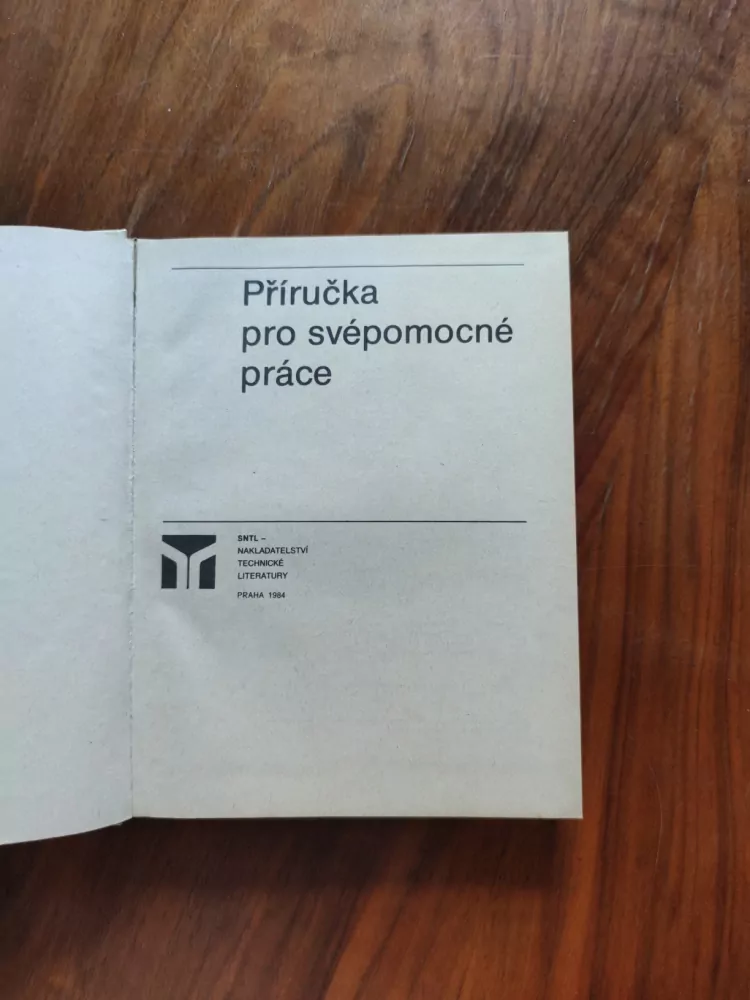 Příručka
pro svépomocné
práce
SNTL –
NAKLADATELSTVÍ
TECHNICKÉ
LITERATURY
PRAHA 1984